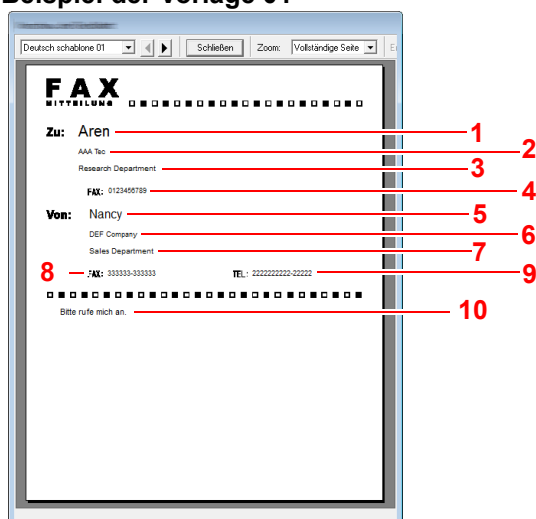 Beispiel der Vorlage 01
Deutsch schablone 01 Schließen Zoom: Vollständige Seite
FAX
MITTEILUNG
Zu: Aren 1
AAA Tec 2
Research Department 3
FAX: 0123456789 4
Von: Nancy 5
DEF Company 6
Sales Department 7
8 FAX: 333333-333333 TEL: 2222222222-22222 9
Bitte rufe mich an. 10